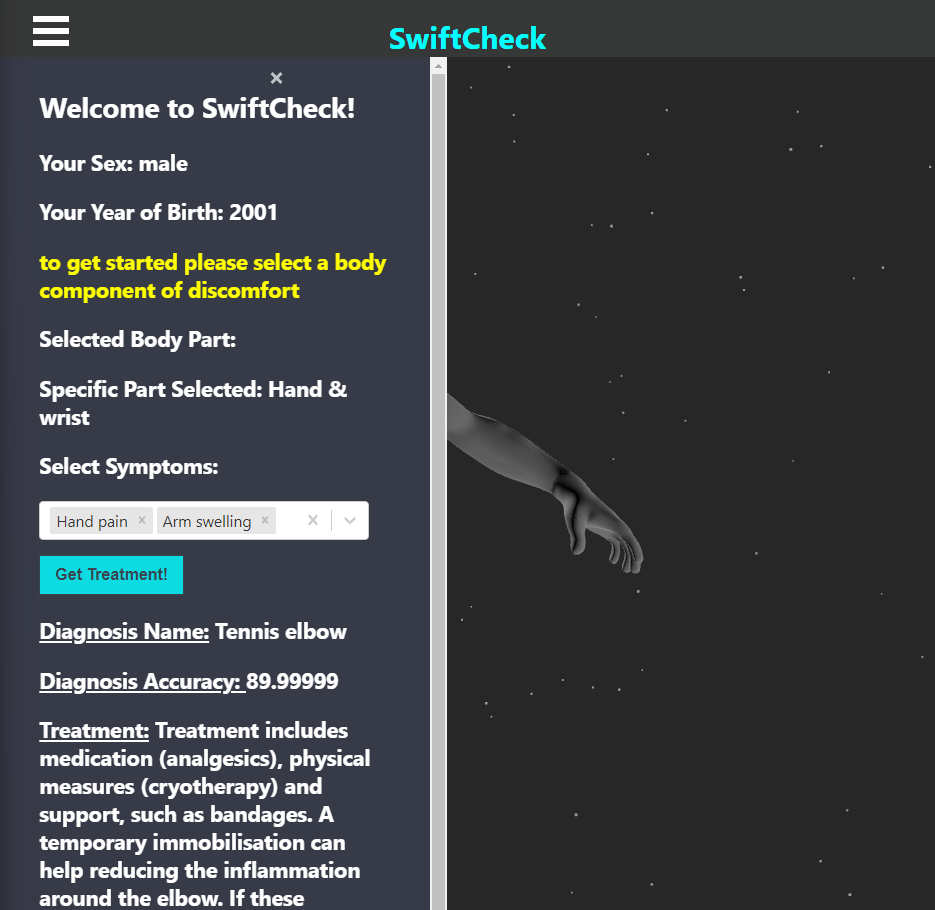 SwiftCheck
×
Welcome to SwiftCheck!
Your Sex: male
Your Year of Birth: 2001
to get started please select a body
component of discomfort
Selected Body Part:
Specific Part Selected: Hand &
wrist
Select Symptoms:
Hand pain × Arm swelling × ×
Get Treatment!
Diagnosis Name: Tennis elbow
Diagnosis Accuracy: 89.99999
Treatment: Treatment includes
medication (analgesics), physical
measures (cryotherapy) and
support, such as bandages. A
temporary immobilisation can
help reducing the inflammation
around the elbow. If these